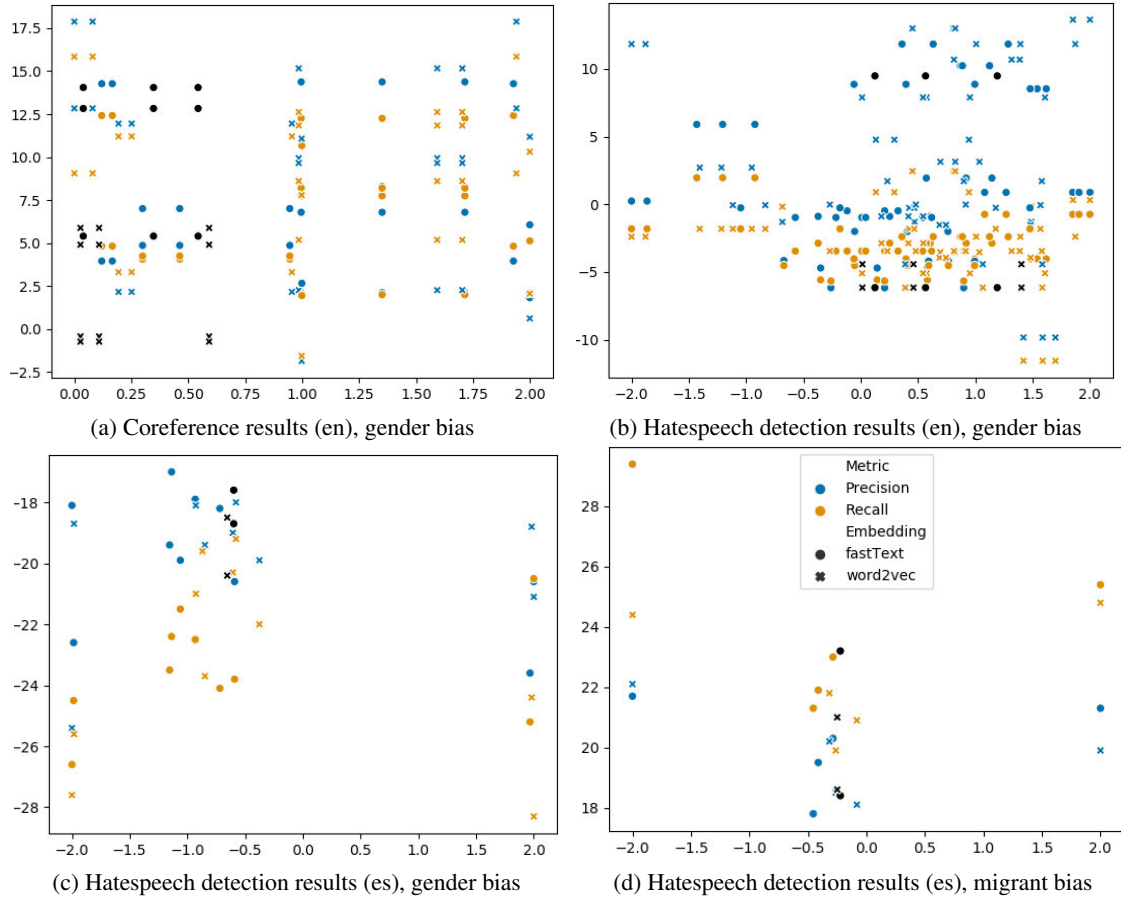 17.5
15.0
12.5
10.0
7.5
5.0
2.5
0.0
−2.5
0.00 0.25 0.50 0.75 1.00 1.25 1.50 1.75 2.00
(a) Coreference results (en), gender bias
10
5
0
−5
−10
−2.0 −1.5 −1.0 −0.5 0.0 0.5 1.0 1.5 2.0
(b) Hatespeech detection results (en), gender bias
−18
−20
−22
−24
−26
−28
−2.0 −1.5 −1.0 −0.5 0.0 0.5 1.0 1.5 2.0
(c) Hatespeech detection results (es), gender bias
Metric
Precision
Recall
Embedding
fastText
word2vec
28
26
24
22
20
18
−2.0 −1.5 −1.0 −0.5 0.0 0.5 1.0 1.5 2.0
(d) Hatespeech detection results (es), migrant bias